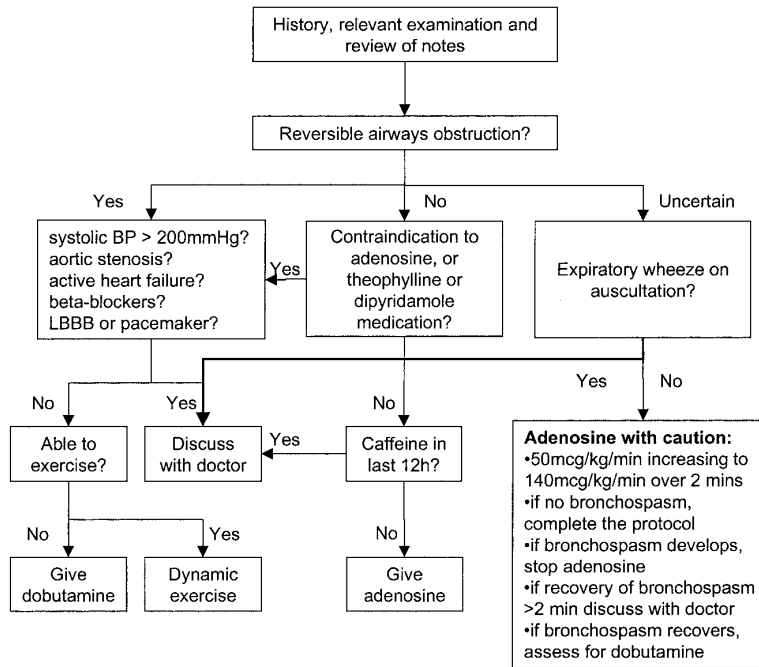 History, relevant examination and
review of notes
Reversible airways obstruction?
Yes
No
Uncertain
systolic BP > 200mmHg?
aortic stenosis?
active heart failure?
beta-blockers?
LBBB or pacemaker?
Yes
Contraindication to
adenosine, or
theophylline or
dipyridamole
medication?
Expiratory wheeze on
auscultation?
No
Yes
No
Yes
No
Able to
exercise?
Discuss
with doctor
Yes
Caffeine in
last 12h?
No
Yes
No
Give
dobutamine
Dynamic
exercise
Give
adenosine
Adenosine with caution:
•50mcg/kg/min increasing to
140mcg/kg/min over 2 mins
•if no bronchospasm,
complete the protocol
•if bronchospasm develops,
stop adenosine
•if recovery of bronchospasm
>2 min discuss with doctor
•if bronchospasm recovers,
assess for dobutamine